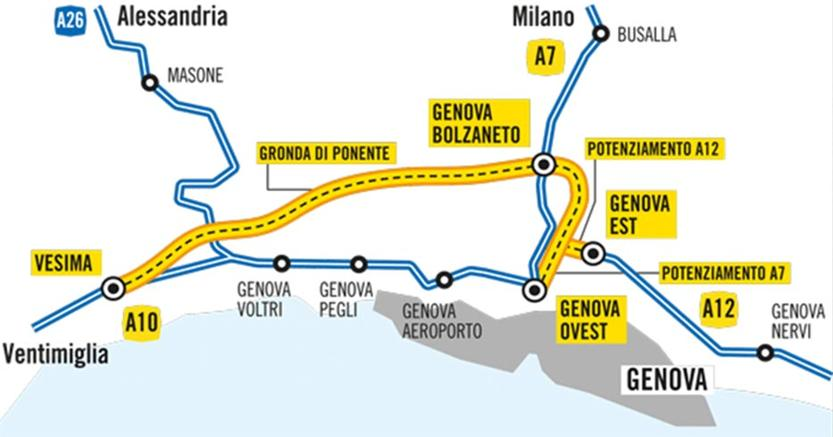 A26
Alessandria
Milano
BUSALLA
A7
MASONE
GENOVA
BOLZANETO
GRONDA DI PONENTE
POTENZIAMENTO A12
GENOVA
EST
VESIMA
POTENZIAMENTO A7
A10
GENOVA
VOLTRI
GENOVA
PEGLI
GENOVA
AEROPORTO
GENOVA
OVEST
A12
GENOVA
NERVI
Ventimiglia
GENOVA